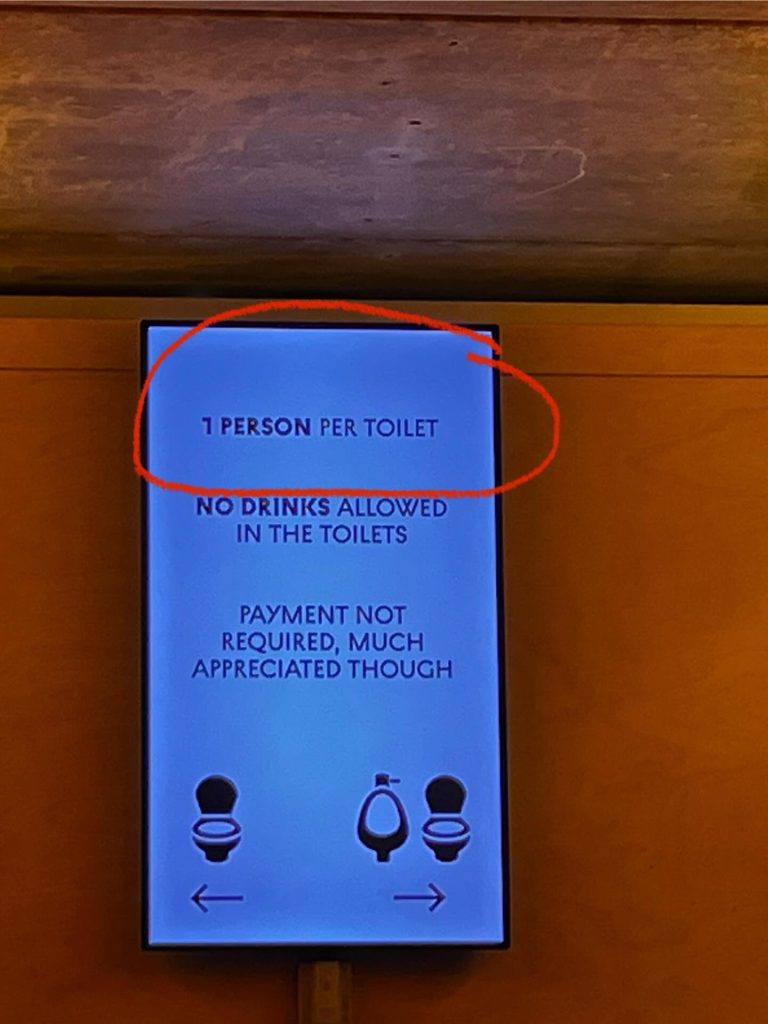 1 PERSON PER TOILET
NO DRINKS ALLOWED
IN THE TOILETS
PAYMENT NOT
REQUIRED, MUCH
APPRECIATED THOUGH